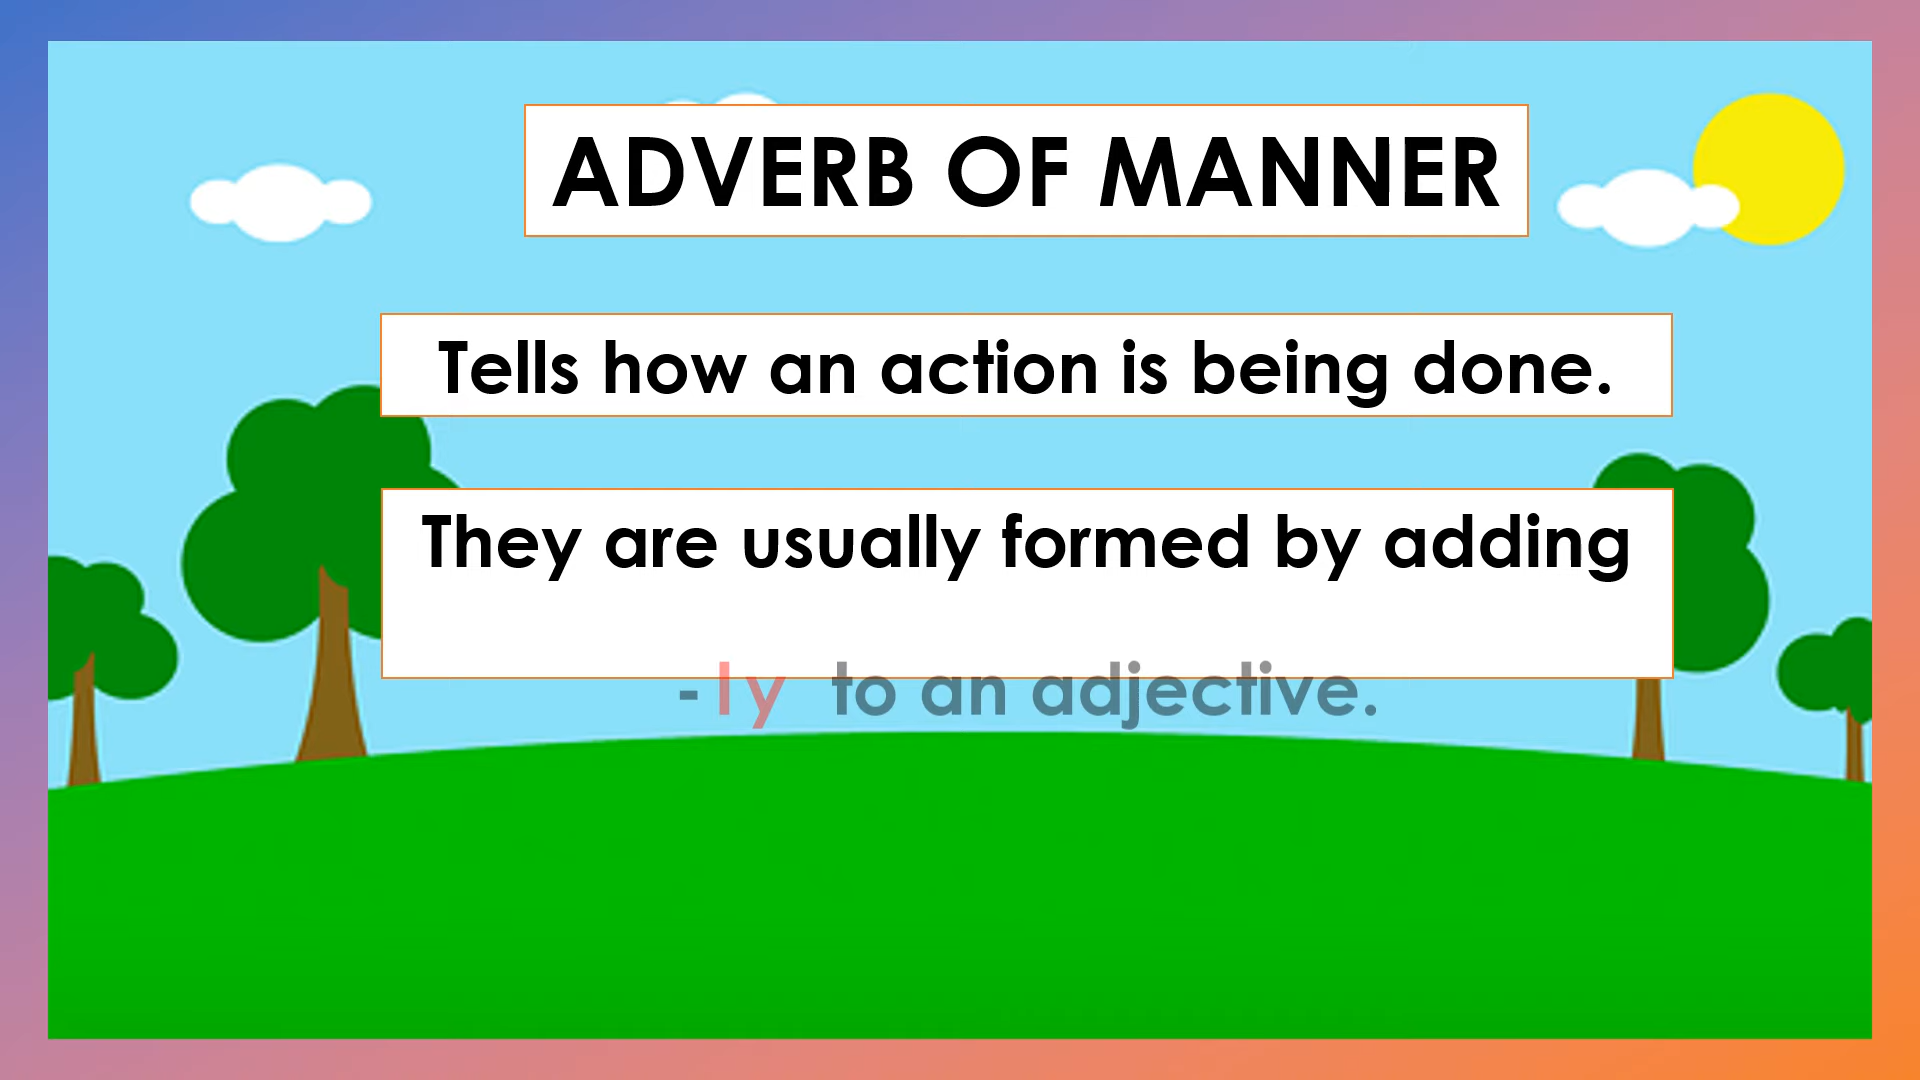 ADVERB OF MANNER
Tells how an action is being done.
They are usually formed by adding
-ly to an adjective.